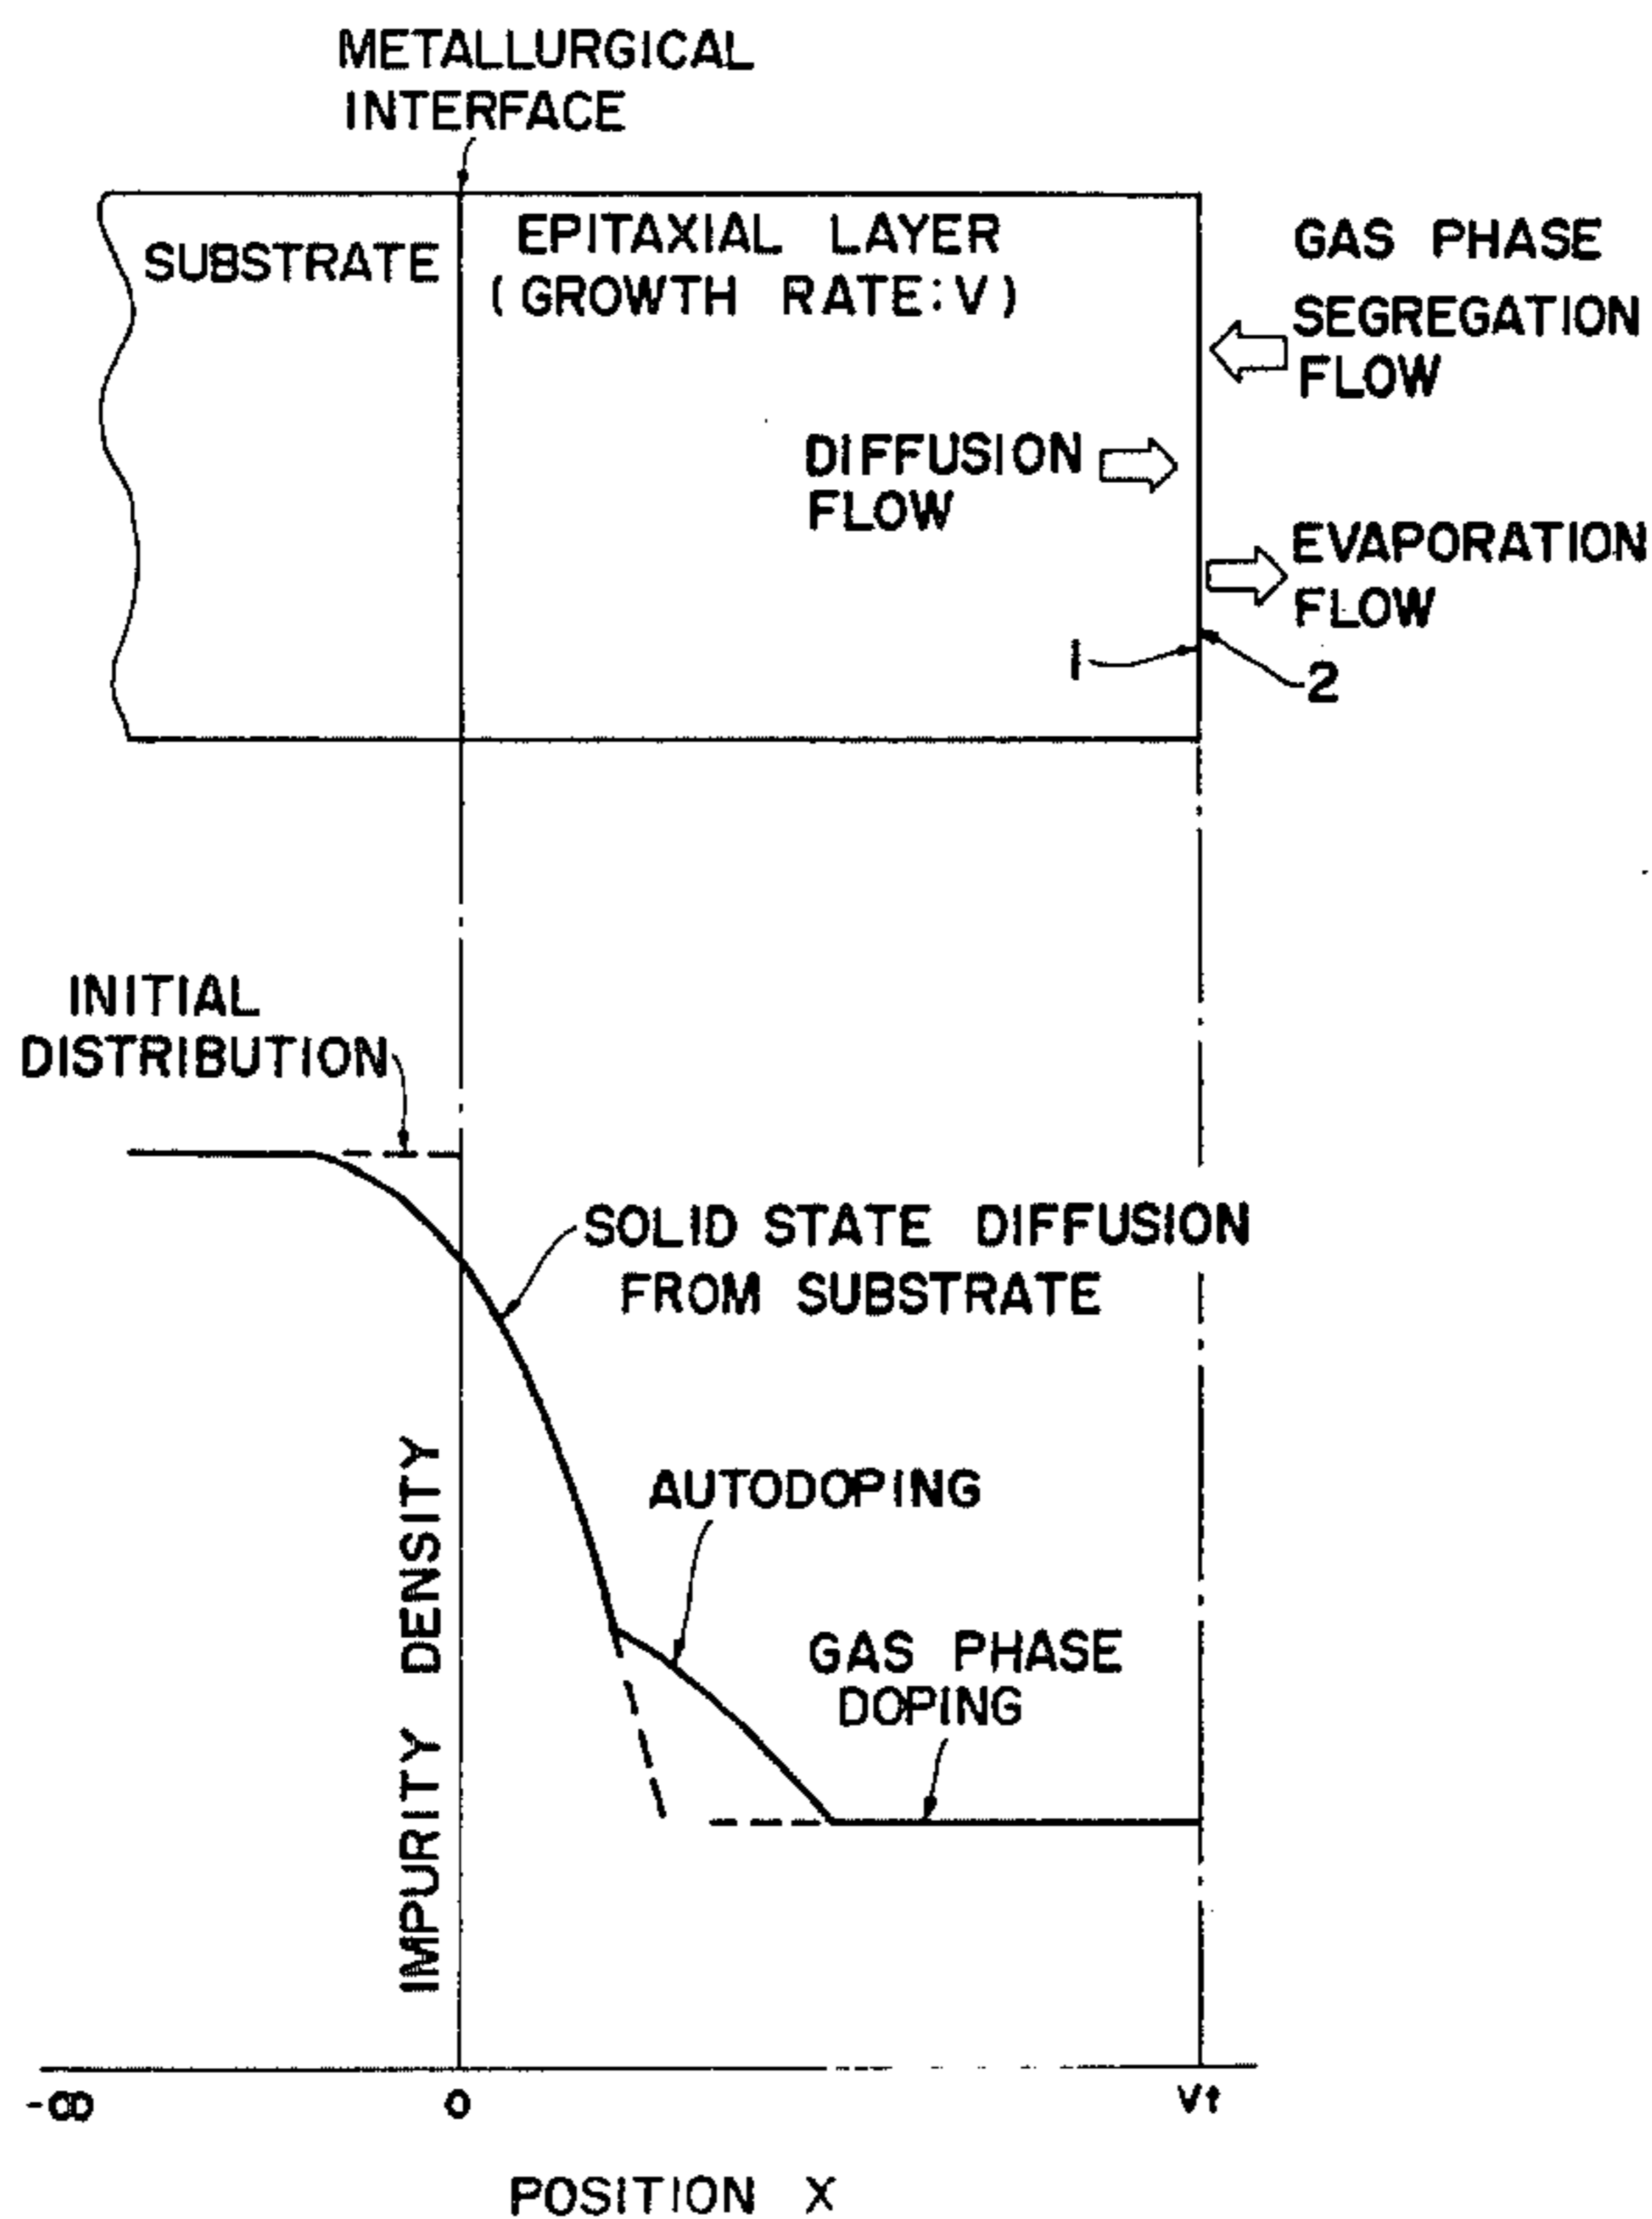 METALLURGICAL
INTERFACE
SUBSTRATE
EPITAXIAL LAYER
(GROWTH RATE:V)
GAS PHASE
SEGREGATION
FLOW
DIFFUSION
FLOW
EVAPORATION
FLOW
1
2
INITIAL
DISTRIBUTION
SOLID STATE DIFFUSION
FROM SUBSTRATE
AUTODOPING
GAS PHASE
DOPING
IMPURITY DENSITY
-∞
0
Vt
POSITION X